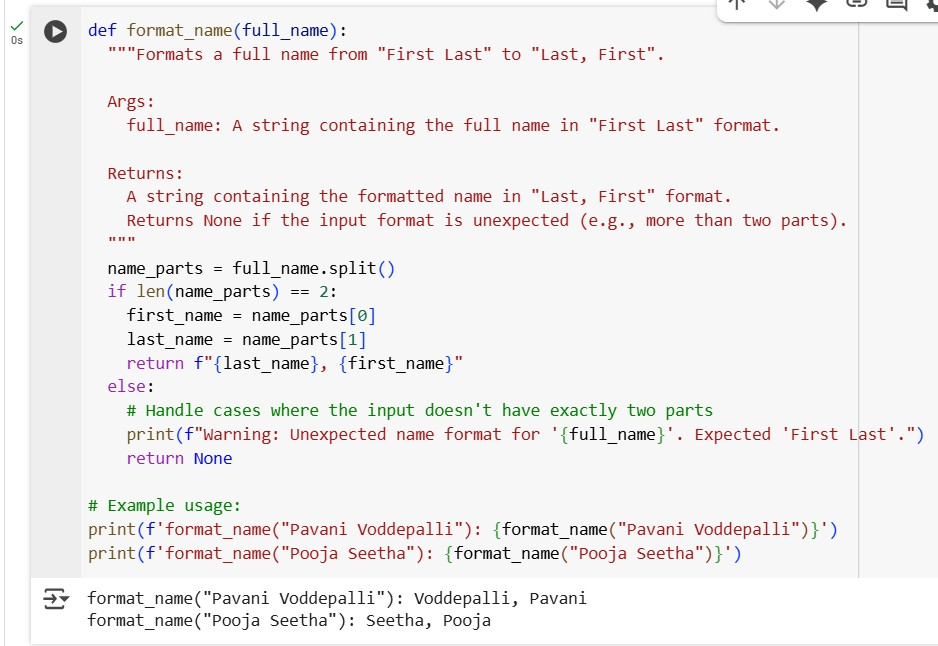 0s
def format_name(full_name):
  """Formats a full name from "First Last" to "Last, First".

  Args:
    full_name: A string containing the full name in "First Last" format.

  Returns:
    A string containing the formatted name in "Last, First" format.
    Returns None if the input format is unexpected (e.g., more than two parts).
  """
  name_parts = full_name.split()
  if len(name_parts) == 2:
    first_name = name_parts[0]
    last_name = name_parts[1]
    return f"{last_name}, {first_name}"
  else:
    # Handle cases where the input doesn't have exactly two parts
    print(f"Warning: Unexpected name format for '{full_name}'. Expected 'First Last'.")
    return None

# Example usage:
print(f'format_name("Pavani Voddepalli"): {format_name("Pavani Voddepalli")}')
print(f'format_name("Pooja Seetha"): {format_name("Pooja Seetha")}')
format_name("Pavani Voddepalli"): Voddepalli, Pavani
format_name("Pooja Seetha"): Seetha, Pooja